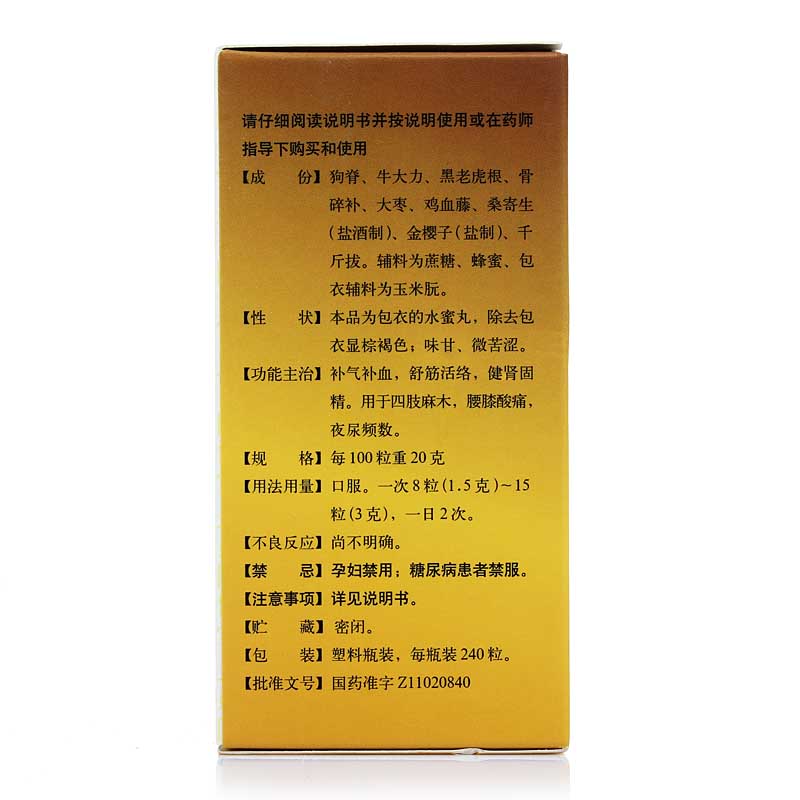 请仔细阅读说明书并按说明使用或在药师
指导下购买和使用
【成　份】狗脊、牛大力、黑老虎根、骨
碎补、大枣、鸡血藤、桑寄生
(盐酒制)、金樱子(盐制)、千
斤拔。辅料为蔗糖、蜂蜜、包
衣辅料为玉米朊。
【性　状】本品为包衣的水蜜丸，除去包
衣显棕褐色；味甘、微苦涩。
【功能主治】补气补血，舒筋活络，健肾固
精。用于四肢麻木，腰膝酸痛，
夜尿频数。
【规　格】每100粒重20克
【用法用量】口服。一次8粒(1.5克)～15
粒(3克)，一日2次。
【不良反应】尚不明确。
【禁　忌】孕妇禁用；糖尿病患者禁服。
【注意事项】详见说明书。
【贮　藏】密闭。
【包　装】塑料瓶装，每瓶装240粒。
【批准文号】国药准字Z11020840